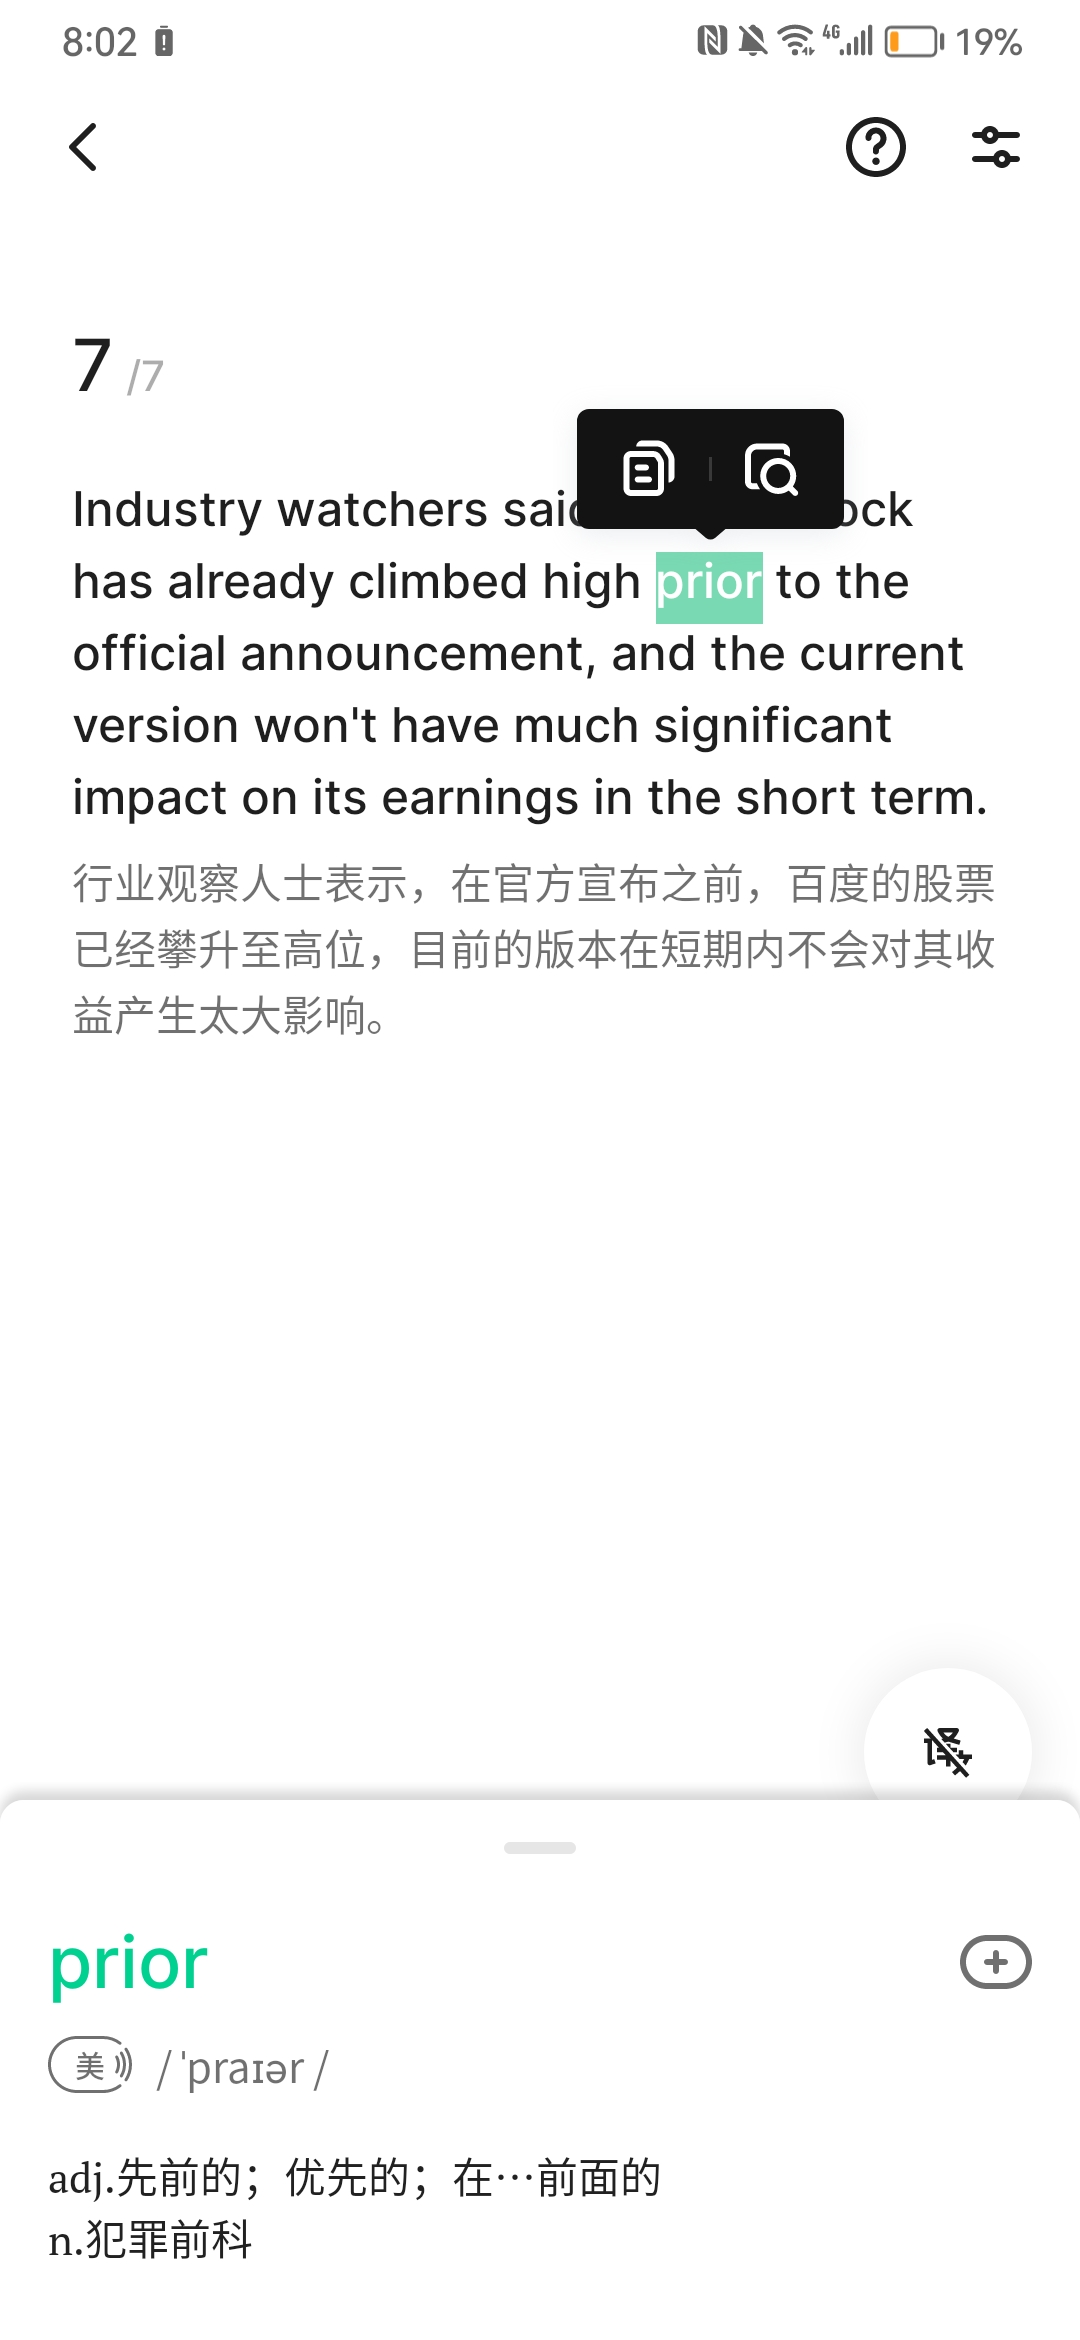 8:02 4G 19%
7 /7
Industry watchers said
has already climbed high prior to the
official announcement, and the current
version won't have much significant
impact on its earnings in the short term.
行业观察人士表示，在官方宣布之前，百度的股票
已经攀升至高位，目前的版本在短期内不会对其收
益产生太大影响。
译
prior
美 /ˈpraɪər/
adj.先前的；优先的；在…前面的
n.犯罪前科